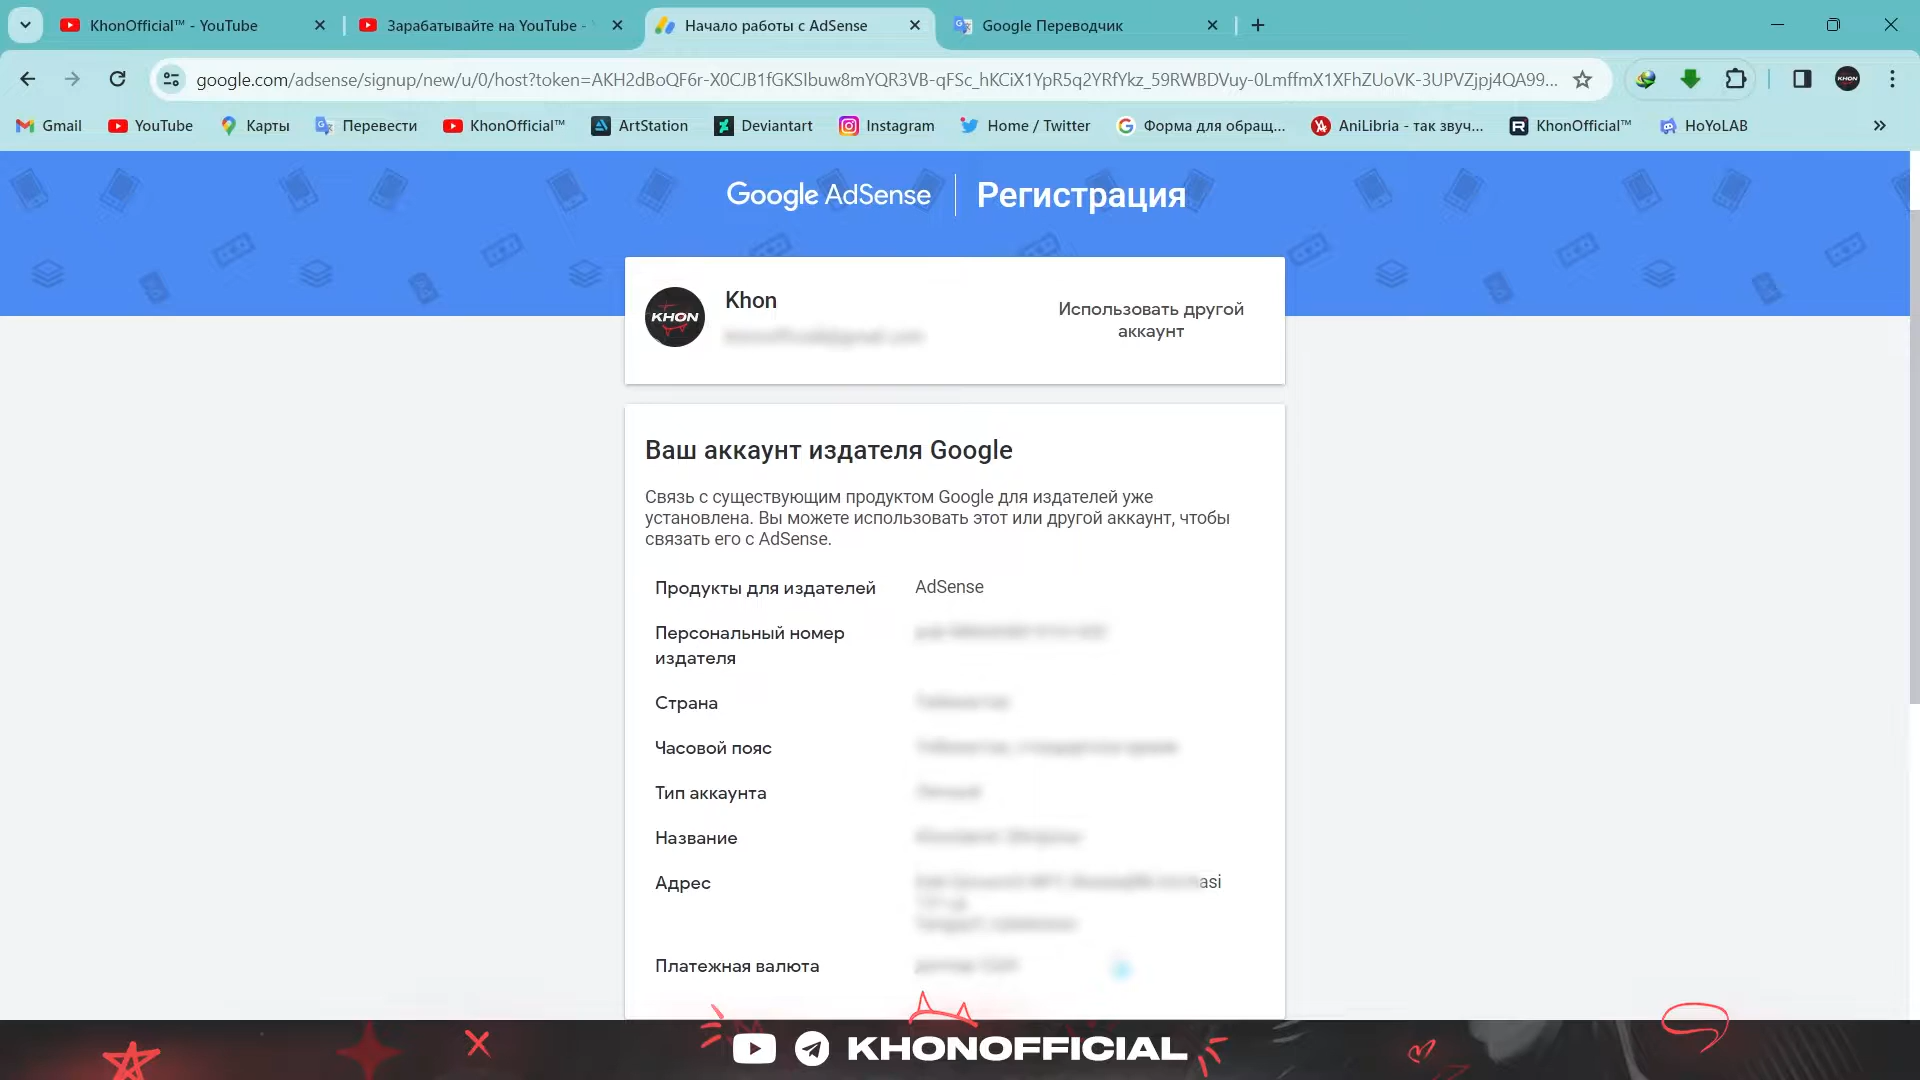 KhonOfficial™ - YouTube
Зарабатывайте на YouTube -
Начало работы с AdSense
Google Переводчик
google.com/adsense/signup/new/u/0/host?token=AKH2dBoQF6r-X0CJB1fGKSIbuw8mYQR3VB-qFSc_hKCiX1YpR5q2YRfYkz_59RWBDVuy-0LmffmX1XFhZUoVK-3UPVZjpj4QA99...
Gmail
YouTube
Карты
Перевести
KhonOfficial™
ArtStation
Deviantart
Instagram
Home / Twitter
Форма для обращ...
AniLibria - так звуч...
KhonOfficial™
HoYoLAB
Google AdSense
Регистрация
KHON
Khon
Использовать другой
аккаунт
Ваш аккаунт издателя Google
Связь с существующим продуктом Google для издателей уже
установлена. Вы можете использовать этот или другой аккаунт, чтобы
связать его с AdSense.
Продукты для издателей
AdSense
Персональный номер
издателя
Страна
Часовой пояс
Тип аккаунта
Название
Адрес
Платежная валюта
KHONOFFICIAL